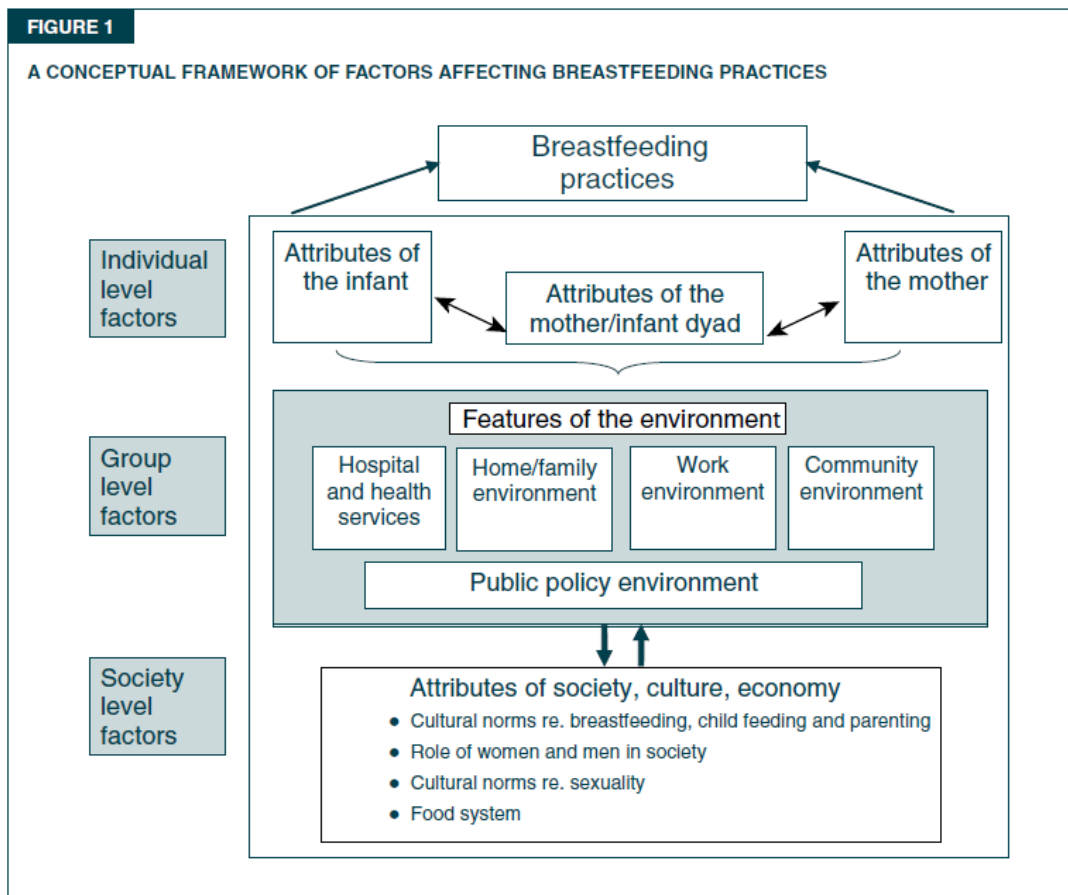 FIGURE 1
A CONCEPTUAL FRAMEWORK OF FACTORS AFFECTING BREASTFEEDING PRACTICES
Breastfeeding
practices
Individual
level
factors
Attributes of
the infant
Attributes of the
mother/infant dyad
Attributes of
the mother
Features of the environment
Group
level
factors
Hospital
and health
services
Home/family
environment
Work
environment
Community
environment
Public policy environment
Society
level
factors
Attributes of society, culture, economy
● Cultural norms re. breastfeeding, child feeding and parenting
● Role of women and men in society
● Cultural norms re. sexuality
● Food system